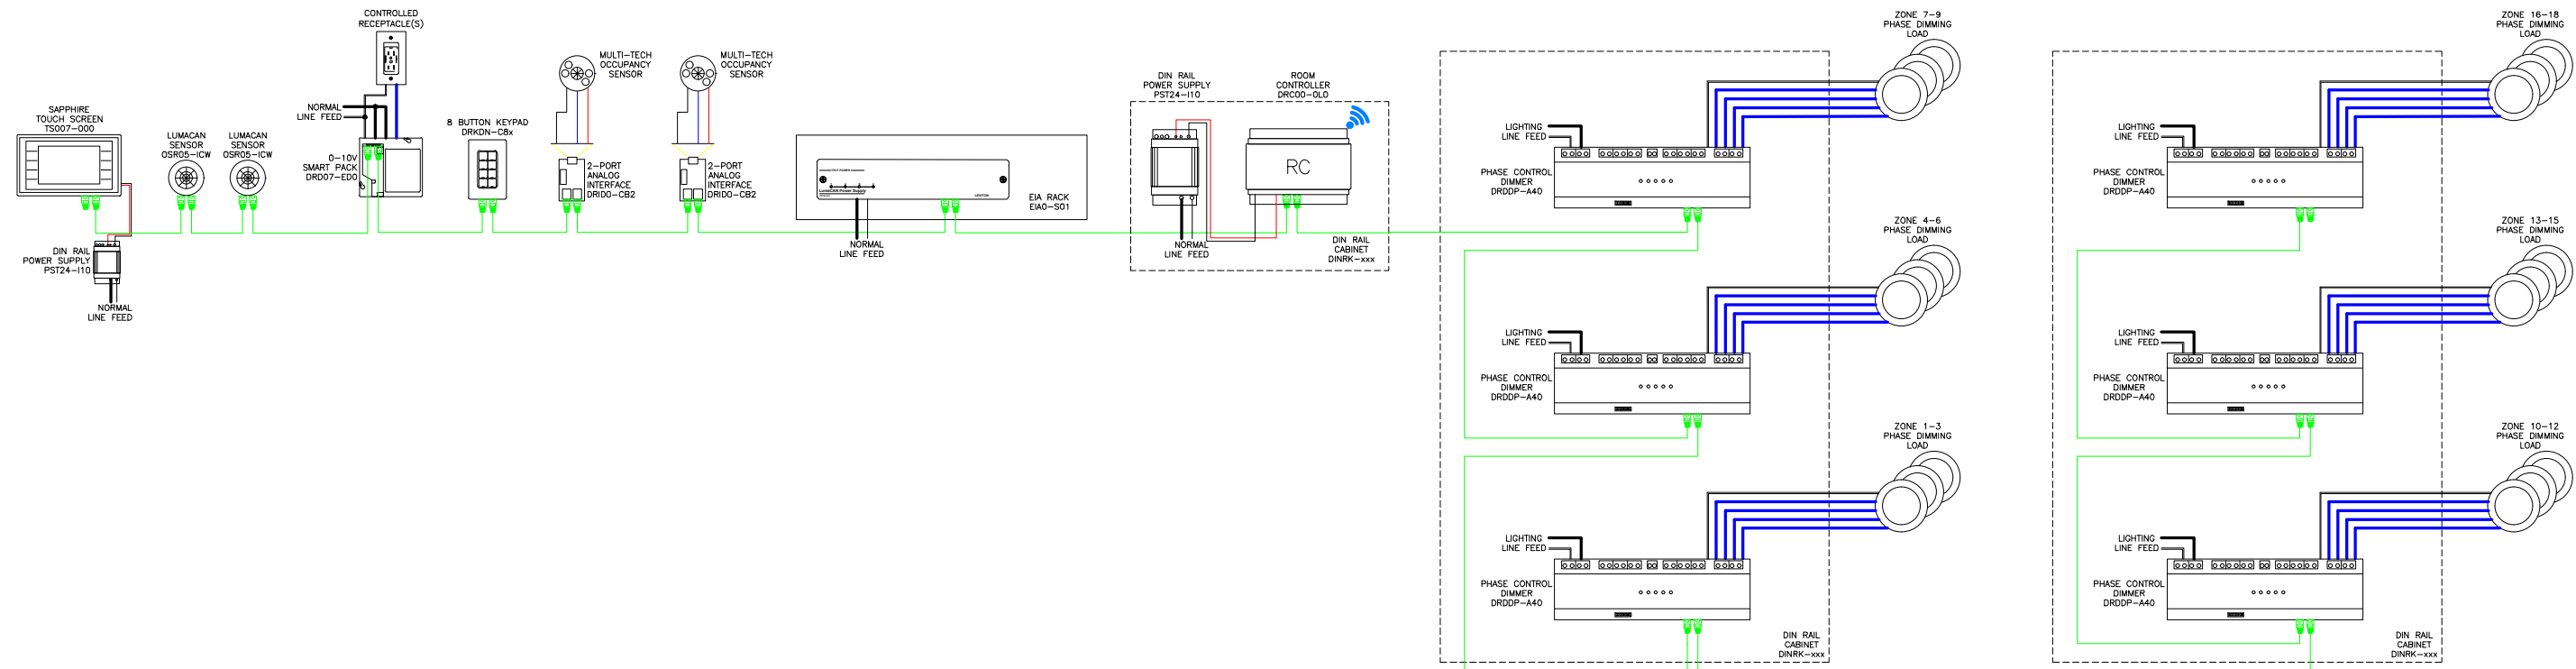 CONTROLLED
RECEPTACLE(S)
NORMAL
LINE FEED
SAPPHIRE
TOUCH SCREEN
TS007-000
LUMACAN
SENSOR
OSR05-ICW
LUMACAN
SENSOR
OSR05-ICW
0-10V
SMART PACK
DRD07-ED0
8 BUTTON KEYPAD
DRKDN-C8x
MULTI-TECH
OCCUPANCY
SENSOR
2-PORT
ANALOG
INTERFACE
DRID0-CB2
MULTI-TECH
OCCUPANCY
SENSOR
2-PORT
ANALOG
INTERFACE
DRID0-CB2
DIN RAIL
POWER SUPPLY
PST24-I10
NORMAL
LINE FEED
LumaCAN Power Supply
LEVITON
EIA RACK
EIA0-S01
NORMAL
LINE FEED
DIN RAIL
POWER SUPPLY
PST24-I10
ROOM
CONTROLLER
DRC00-0L0
RC
NORMAL
LINE FEED
DIN RAIL
CABINET
DINRK-xxx
ZONE 7-9
PHASE DIMMING
LOAD
LIGHTING
LINE FEED
PHASE CONTROL
DIMMER
DRDDP-A40
ZONE 4-6
PHASE DIMMING
LOAD
LIGHTING
LINE FEED
PHASE CONTROL
DIMMER
DRDDP-A40
ZONE 1-3
PHASE DIMMING
LOAD
LIGHTING
LINE FEED
PHASE CONTROL
DIMMER
DRDDP-A40
DIN RAIL
CABINET
DINRK-xxx
ZONE 16-18
PHASE DIMMING
LOAD
LIGHTING
LINE FEED
PHASE CONTROL
DIMMER
DRDDP-A40
ZONE 13-15
PHASE DIMMING
LOAD
LIGHTING
LINE FEED
PHASE CONTROL
DIMMER
DRDDP-A40
ZONE 10-12
PHASE DIMMING
LOAD
LIGHTING
LINE FEED
PHASE CONTROL
DIMMER
DRDDP-A40
DIN RAIL
CABINET
DINRK-xxx